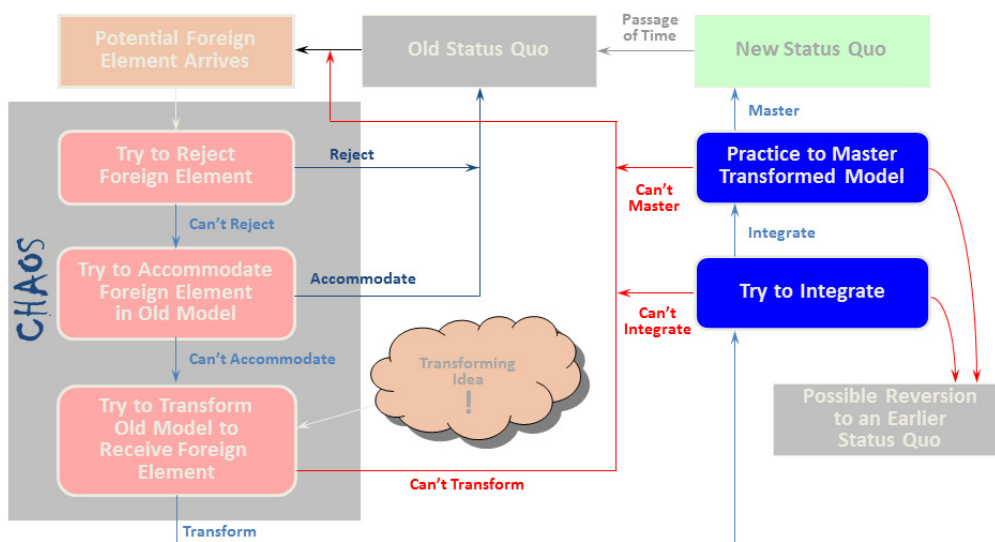 Potential Foreign
Element Arrives
Old Status Quo
Passage
of Time
New Status Quo
Master
CHAOS
Try to Reject
Foreign Element
Reject
Practice to Master
Transformed Model
Can't
Master
Can't Reject
Integrate
Try to Accommodate
Foreign Element
in Old Model
Accommodate
Try to Integrate
Can't
Integrate
Can't Accommodate
Transforming
Idea
!
Try to Transform
Old Model to
Receive Foreign
Element
Possible Reversion
to an Earlier
Status Quo
Can't Transform
Transform